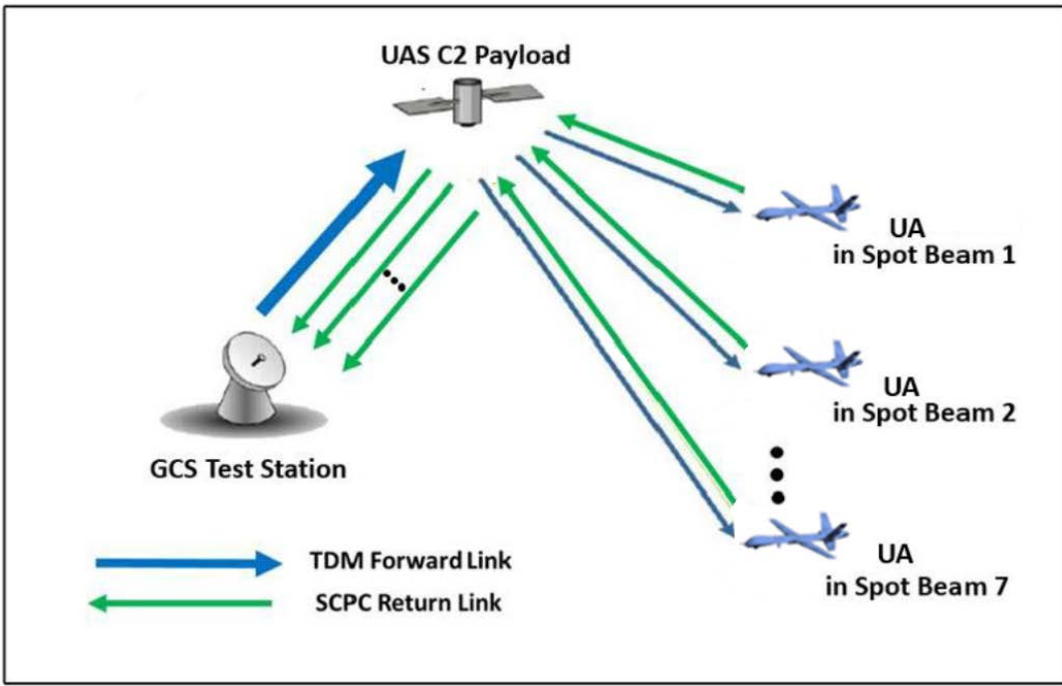 UAS C2 Payload
UA
in Spot Beam 1
UA
in Spot Beam 2
GCS Test Station
UA
in Spot Beam 7
TDM Forward Link
SCPC Return Link